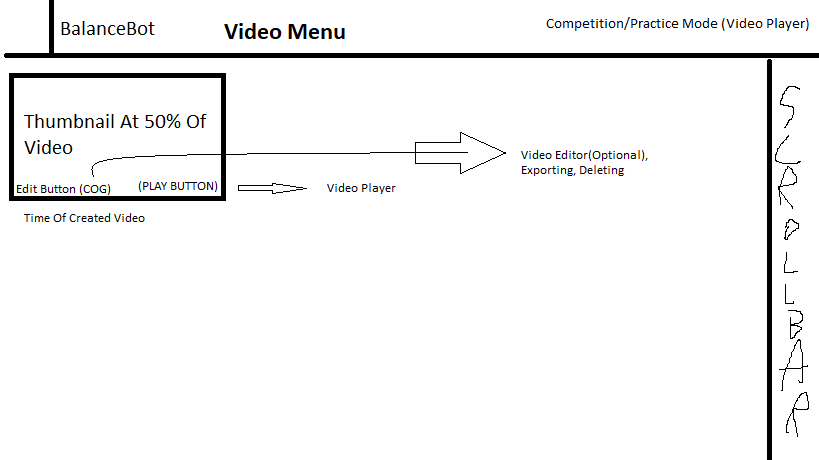 BalanceBot
Video Menu
Competition/Practice Mode (Video Player)
Thumbnail At 50% Of
Video
Edit Button (COG)
(PLAY BUTTON)
Time Of Created Video
Video Player
Video Editor(Optional),
Exporting, Deleting
SCROLLBAR